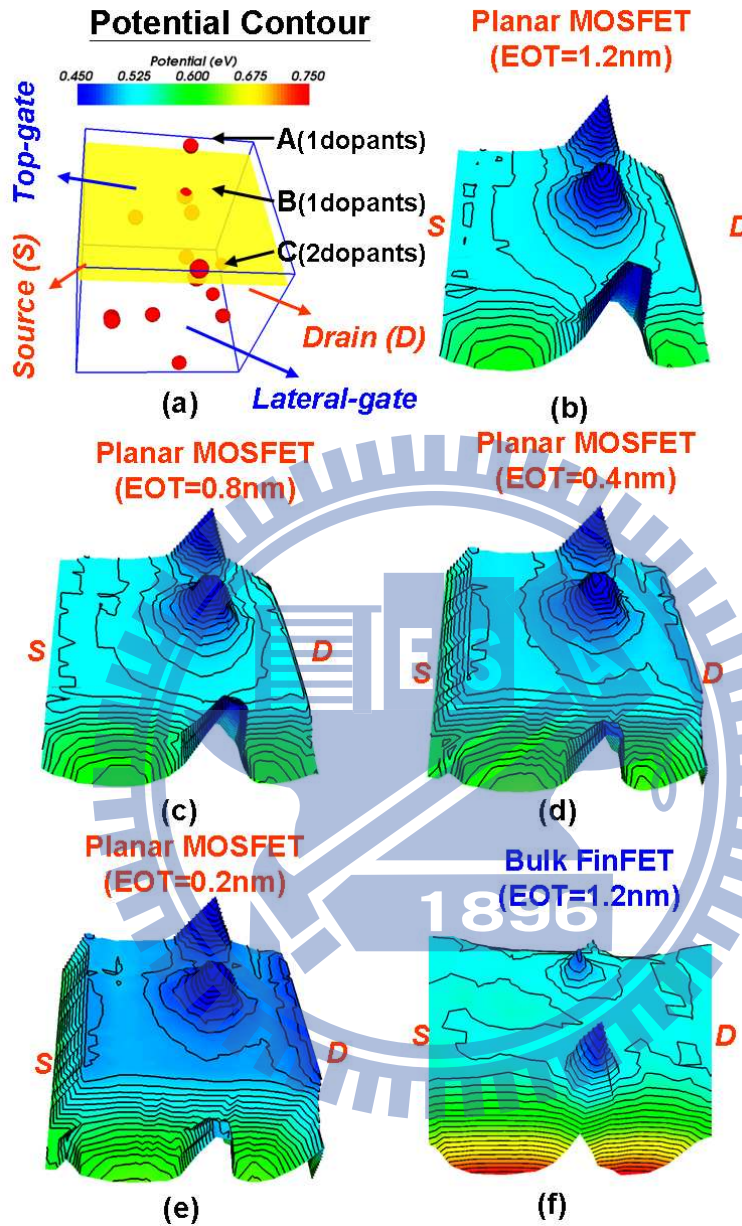 Potential Contour
Potential (eV)
0.450 0.525 0.600 0.675 0.750
A(1dopants)
B(1dopants)
C(2dopants)
Top-gate
Source (S)
Drain (D)
Lateral-gate
(a)
Planar MOSFET
(EOT=1.2nm)
S
D
(b)
Planar MOSFET
(EOT=0.8nm)
S
D
(c)
Planar MOSFET
(EOT=0.4nm)
S
D
(d)
Planar MOSFET
(EOT=0.2nm)
S
D
(e)
Bulk FinFET
(EOT=1.2nm)
S
D
(f)
ES
1896